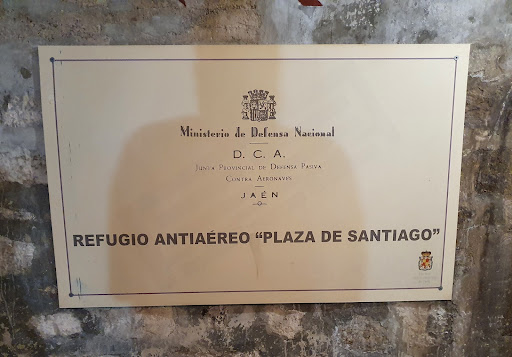 Ministerio de Defensa Nacional
D. C. A.
JUNTA PROVINCIAL DE DEFENSA PASIVA
CONTRA AERONAVES
JAÉN
REFUGIO ANTIAÉREO “PLAZA DE SANTIAGO”